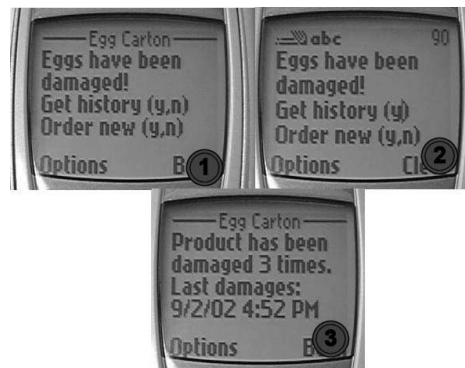 Egg Carton
Eggs have been
damaged!
Get history (y,n)
Order new (y,n)
Options B
1
abc 90
Eggs have been
damaged!
Get history (y)
Order new (y,n)
Options Cle
2
Egg Carton
Product has been
damaged 3 times.
Last damages:
9/2/02 4:52 PM
Options B
3